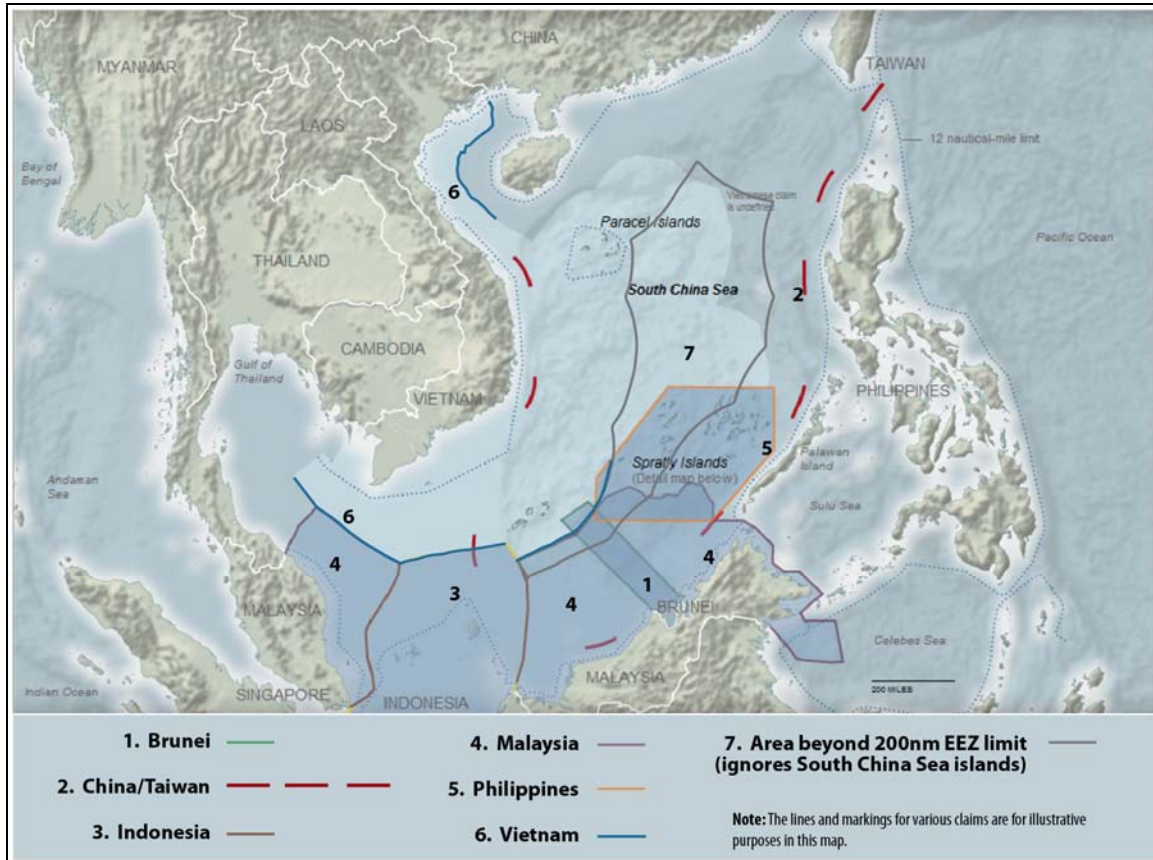 CHINA
MYANMAR
TAIWAN
LAOS
12 nautical-mile limit
Bay of
Bengal
6
Vietnamese claim
is undefined
Paracel Islands
Pacific Ocean
THAILAND
South China Sea
2
CAMBODIA
7
Gulf of
Thailand
VIETNAM
PHILIPPINES
5
Spratly Islands
(Detail map below)
Palawan
Island
Andaman
Sea
Sulu Sea
6
4
4
3
1
4
MALAYSIA
BRUNEI
Celebes Sea
MALAYSIA
200 MILES
Indian Ocean
SINGAPORE
INDONESIA
1. Brunei
2. China/Taiwan
3. Indonesia
4. Malaysia
5. Philippines
6. Vietnam
7. Area beyond 200nm EEZ limit
(ignores South China Sea islands)
Note: The lines and markings for various claims are for illustrative
purposes in this map.